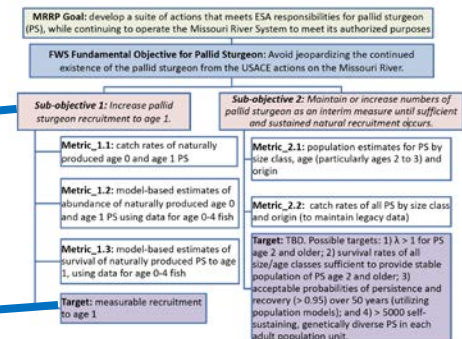 MRRP Goal: develop a suite of actions that meets ESA responsibilities for pallid sturgeon
(PS), while continuing to operate the Missouri River System to meet its authorized purposes
FWS Fundamental Objective for Pallid Sturgeon: Avoid jeopardizing the continued
existence of the pallid sturgeon from the USACE actions on the Missouri River.
Sub-objective 1: Increase pallid
sturgeon recruitment to age 1.
Metric_1.1: catch rates of naturally
produced age 0 and age 1 PS
Metric_1.2: model-based estimates of
abundance of naturally produced age 0
and age 1 PS using data for age 0-4 fish
Metric_1.3: model-based estimates of
survival of naturally produced PS to age
1, using data for age 0-4 fish
Target: measurable recruitment
to age 1
Sub-objective 2: Maintain or increase numbers of
pallid sturgeon as an interim measure until sufficient
and sustained natural recruitment occurs.
Metric_2.1: population estimates for PS by
size class, age (particularly ages 2 to 3) and
origin
Metric_2.2: catch rates of all PS by size class
and origin (to maintain legacy data)
Target: TBD. Possible targets: 1) λ > 1 for PS
age 2 and older; 2) survival rates of all
size/age classes sufficient to provide stable
population of PS age 2 and older; 3)
acceptable probabilities of persistence and
recovery (> 0.95) over 50 years (utilizing
population models); and 4) > 5000 self-
sustaining, genetically diverse PS in each
adult population unit.